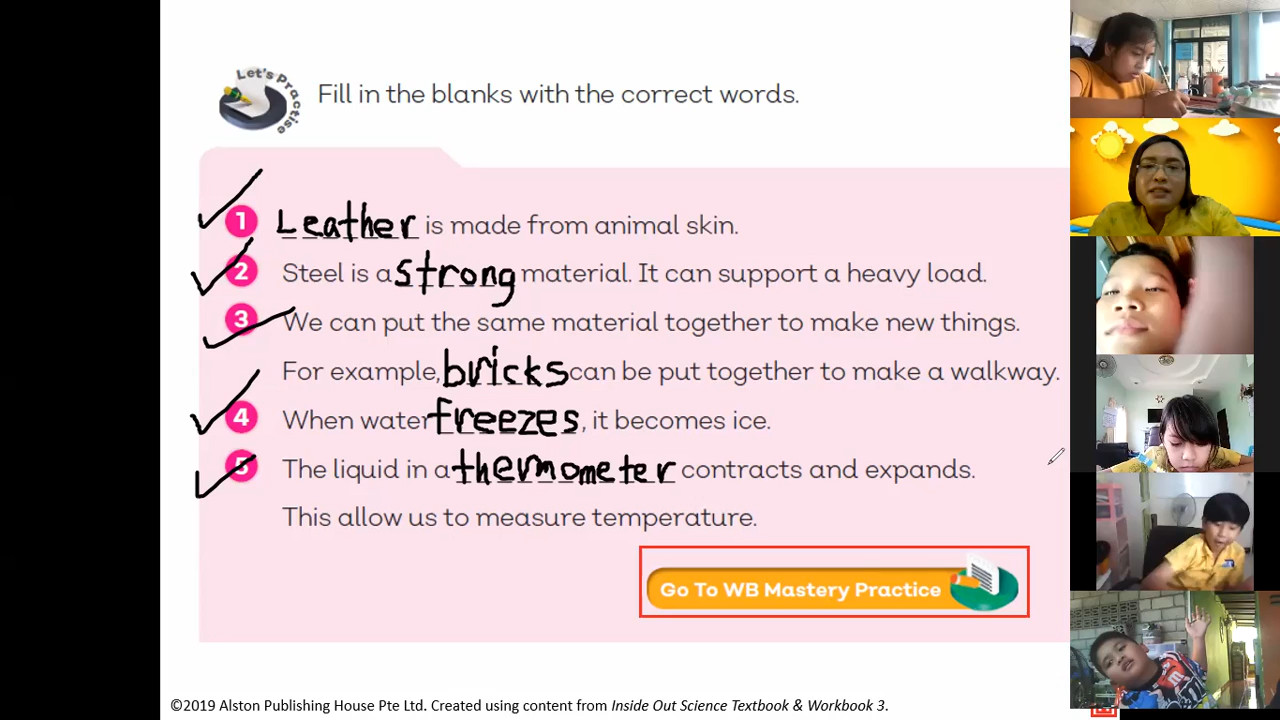 Let's Practise
Fill in the blanks with the correct words.
1 Leather is made from animal skin.
2 Steel is a strong material. It can support a heavy load.
3 We can put the same material together to make new things.
For example, bricks can be put together to make a walkway.
4 When water freezes, it becomes ice.
5 The liquid in a thermometer contracts and expands.
This allow us to measure temperature.
Go To WB Mastery Practice
©2019 Alston Publishing House Pte Ltd. Created using content from Inside Out Science Textbook & Workbook 3.